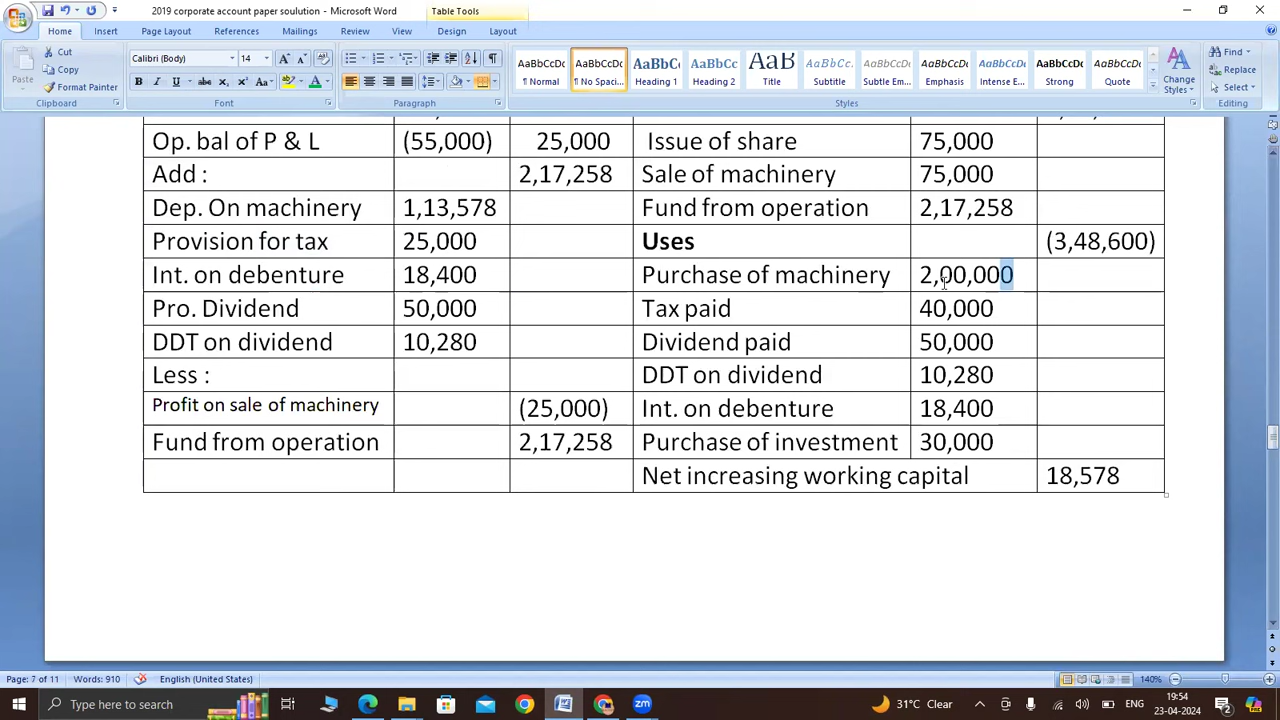 2019 corporate account paper soulution - Microsoft Word
Table Tools
Home Insert Page Layout References Mailings Review View Design Layout
Paste
Cut
Copy
Format Painter
Clipboard
Calibri (Body) 14
Font
Paragraph
AaBbCcDc AaBbCcDc AaBbC AaBbCc AaB AaBbCc. AaBbCcDc AaBbCcDc AaBbCcDc AaBbCcDc AaBbCcDc
¶ Normal ¶ No Spaci... Heading 1 Heading 2 Title Subtitle Subtle Em... Emphasis Intense E... Strong Quote
Styles
Change Styles
Find
Replace
Select
Editing
Op. bal of P & L (55,000) 25,000 Issue of share 75,000
Add : 2,17,258 Sale of machinery 75,000
Dep. On machinery 1,13,578 Fund from operation 2,17,258
Provision for tax 25,000 Uses (3,48,600)
Int. on debenture 18,400 Purchase of machinery 2,00,000
Pro. Dividend 50,000 Tax paid 40,000
DDT on dividend 10,280 Dividend paid 50,000
Less : DDT on dividend 10,280
Profit on sale of machinery (25,000) Int. on debenture 18,400
Fund from operation 2,17,258 Purchase of investment 30,000
Net increasing working capital 18,578
Page: 7 of 11 Words: 910 English (United States) 140%
Type here to search
31°C Clear ENG 19:54
23-04-2024